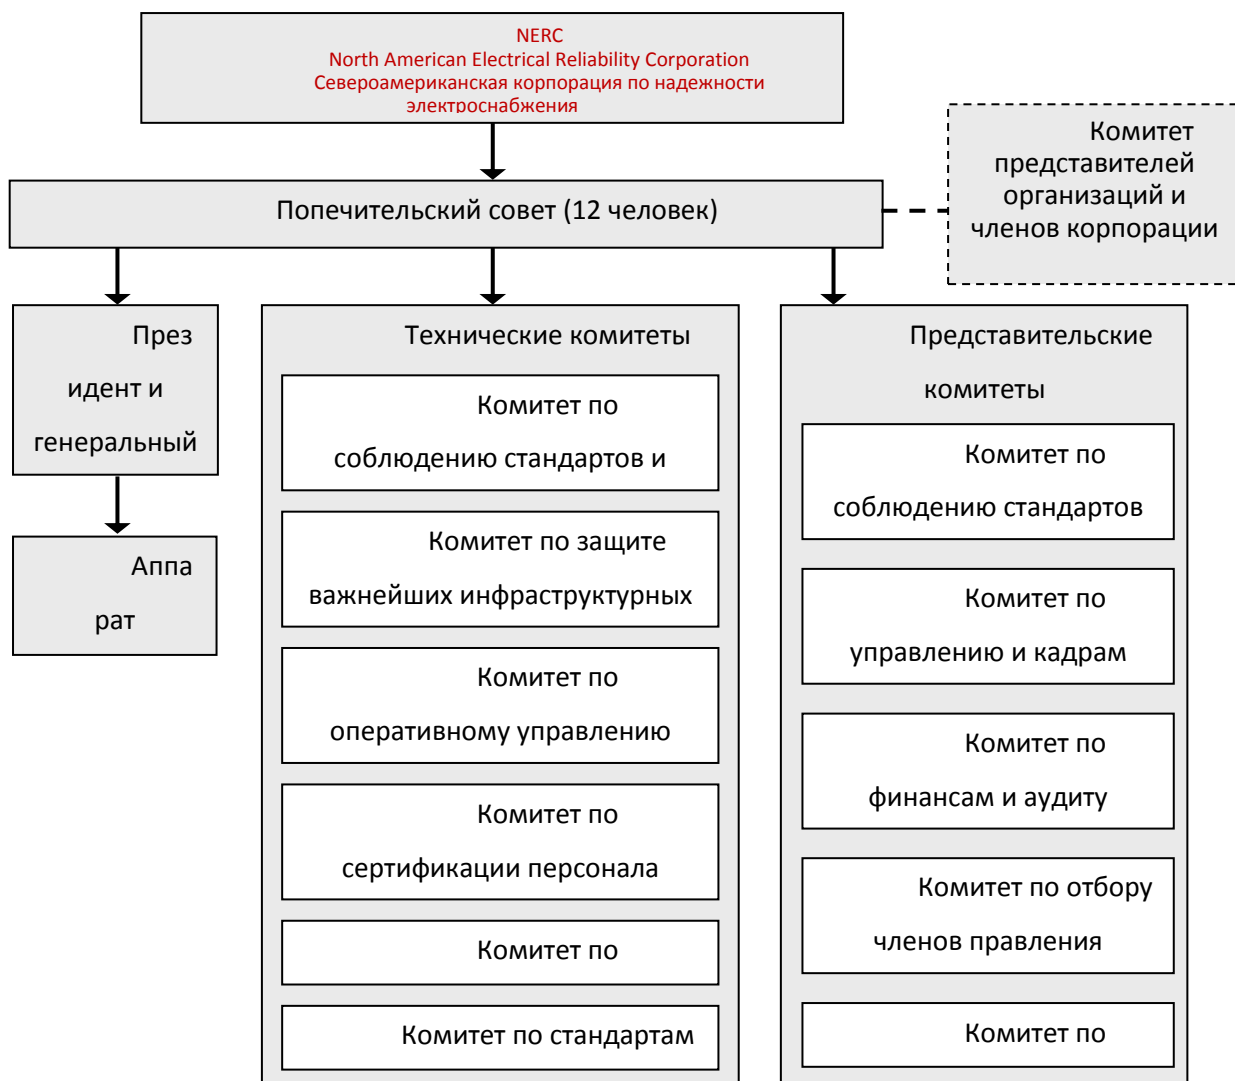 NERC
North American Electrical Reliability Corporation
Североамериканская корпорация по надежности
электроснабжения
Комитет
представителей
организаций и
членов корпорации
Попечительский совет (12 человек)
През
идент и
генеральный
Аппа
рат
Технические комитеты
Комитет по
соблюдению стандартов и
Комитет по защите
важнейших инфраструктурных
Комитет по
оперативному управлению
Комитет по
сертификации персонала
Комитет по
Комитет по стандартам
Представительские
комитеты
Комитет по
соблюдению стандартов
Комитет по
управлению и кадрам
Комитет по
финансам и аудиту
Комитет по отбору
членов правления
Комитет по